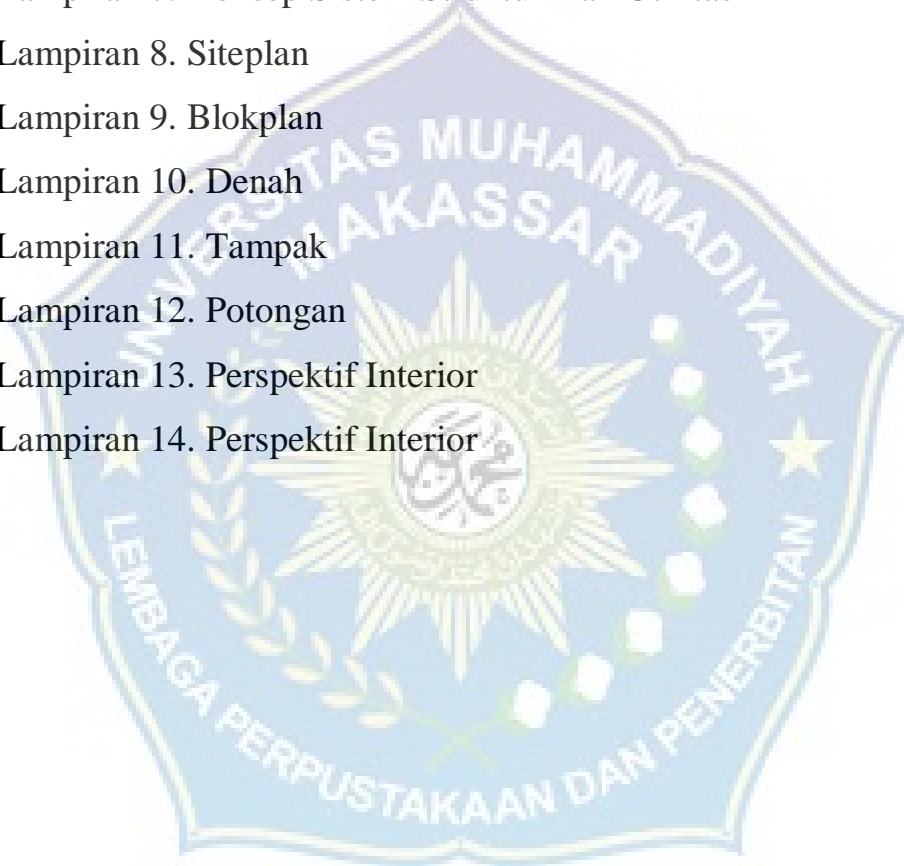 Lampiran 8. Siteplan
Lampiran 9. Blokplan
Lampiran 10. Denah
Lampiran 11. Tampak
Lampiran 12. Potongan
Lampiran 13. Perspektif Interior
Lampiran 14. Perspektif Interior
UNIVERSITAS MUHAMMADIYAH
MAKASSAR
LEMBAGA PERPUSTAKAAN DAN PENERBITAN